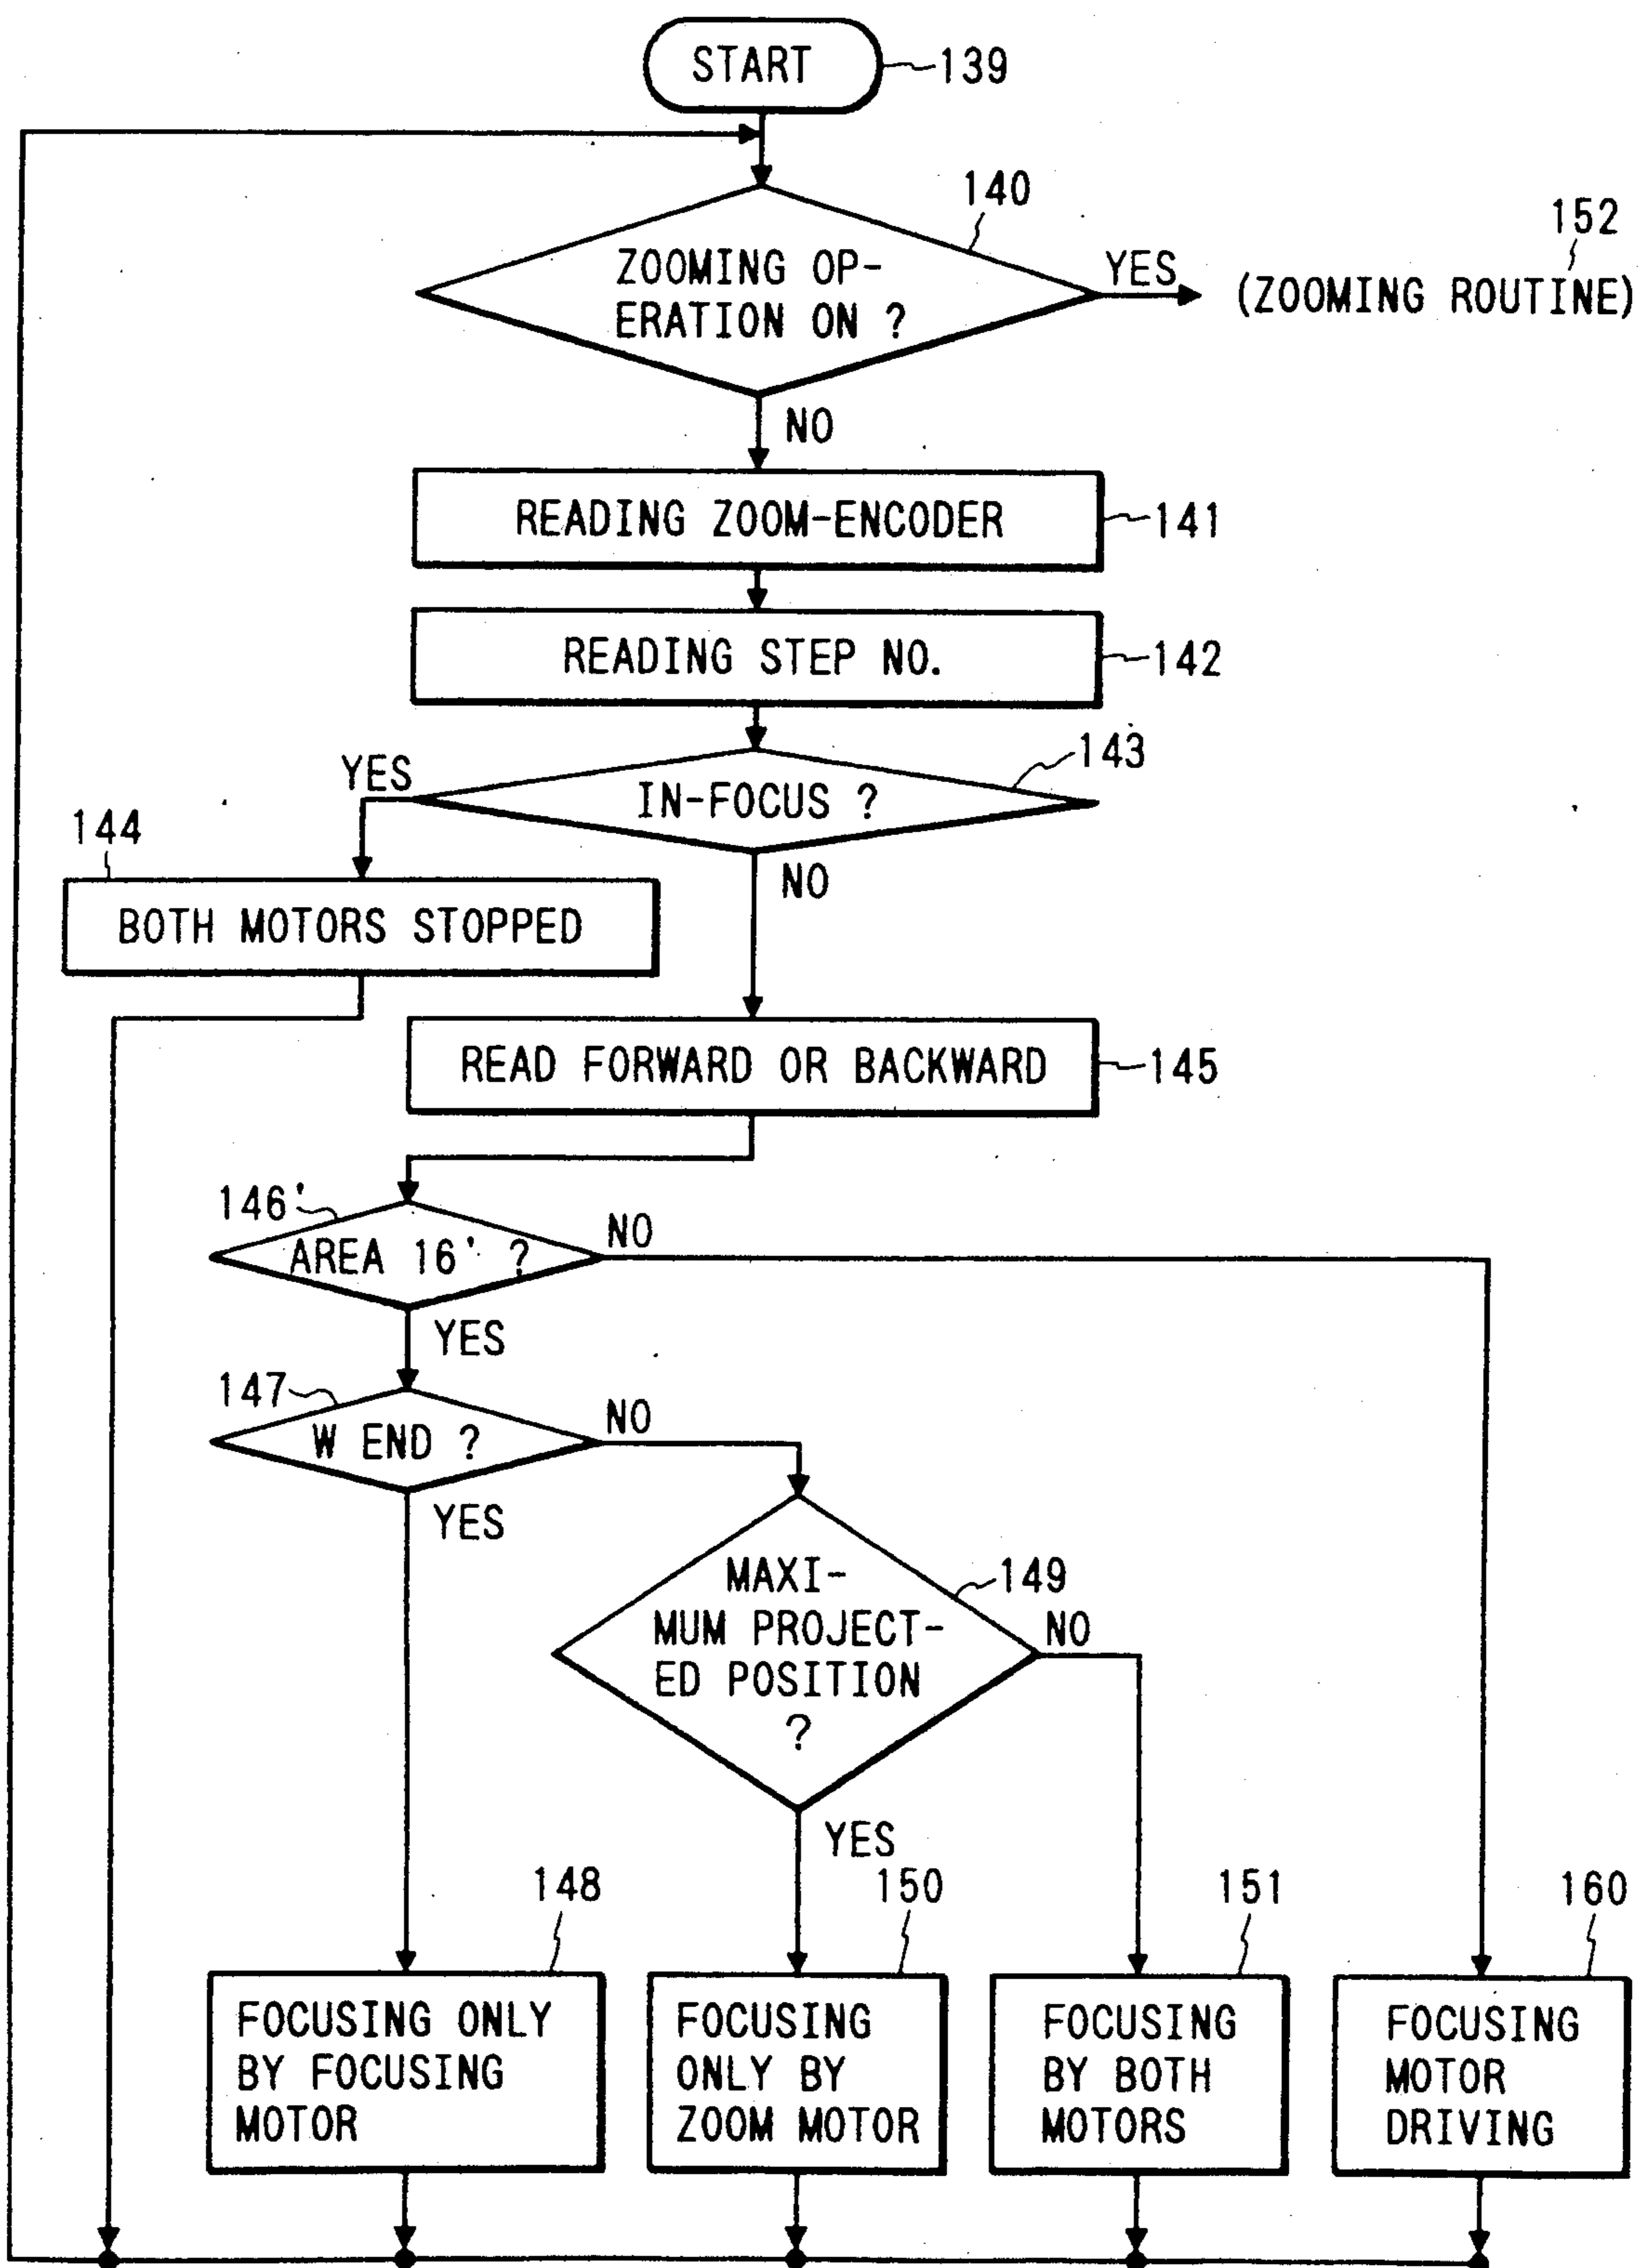 START
139
140
152
ZOOMING OP-
ERATION ON ?
YES
(ZOOMING ROUTINE)
NO
READING ZOOM-ENCODER
141
READING STEP NO.
142
143
YES
IN-FOCUS ?
144
NO
BOTH MOTORS STOPPED
READ FORWARD OR BACKWARD
145
146'
NO
AREA 16' ?
YES
147
NO
W END ?
YES
MAXI-
MUM PROJECT-
ED POSITION
?
149
NO
YES
148
150
151
160
FOCUSING ONLY
BY FOCUSING
MOTOR
FOCUSING
ONLY BY
ZOOM MOTOR
FOCUSING
BY BOTH
MOTORS
FOCUSING
MOTOR
DRIVING